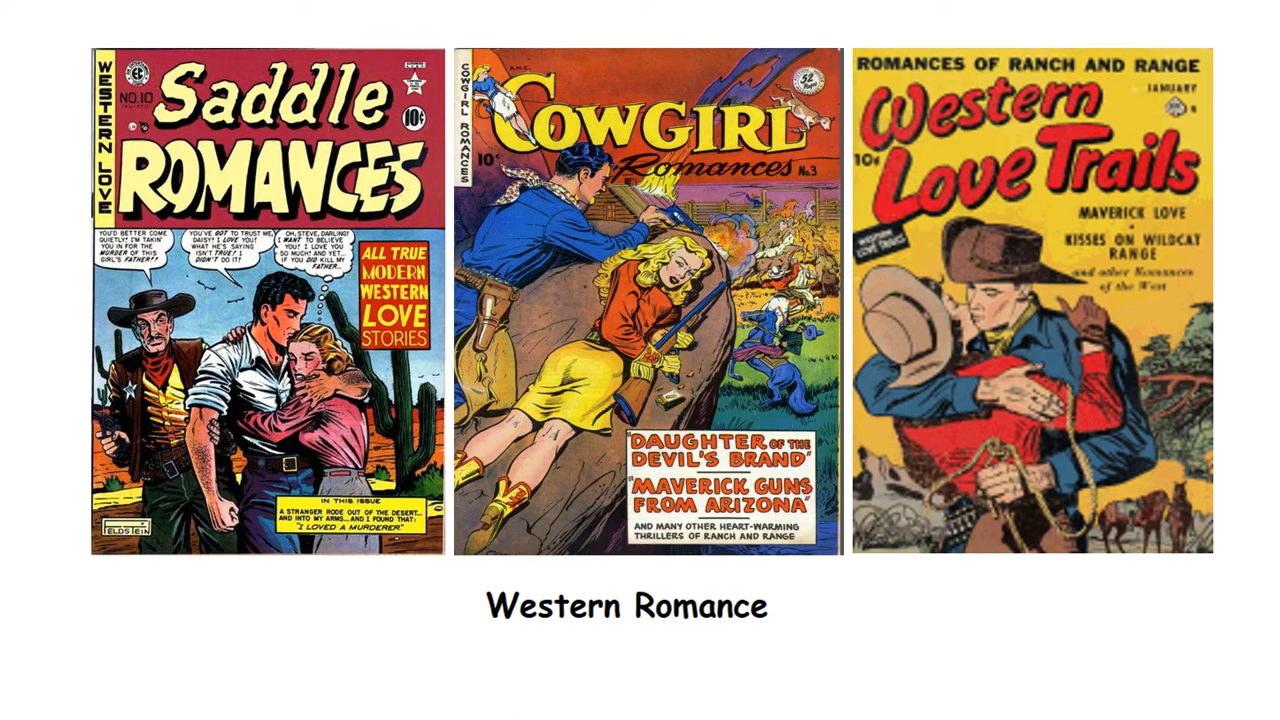 WESTERN LOVE
EC
NO.10
Saddle
10¢
ROMANCES
YOU'D BETTER COME
QUIETLY! I'M TAKIN'
YOU IN FOR THE
MURDER OF THIS
GIRL'S FATHER!!
YOU'VE GOT TO TRUST ME,
DAISY! I LOVE YOU!
WHAT HE'S SAYING
ISN'T TRUE! I
DIDN'T DO IT!
OH, STEVE, DARLING!
I WANT TO BELIEVE
YOU! I LOVE YOU
SO MUCH! AND YET...
IF YOU DID KILL MY
FATHER...
ALL TRUE
MODERN
WESTERN
LOVE
STORIES
IN THIS ISSUE
A STRANGER RODE OUT OF THE DESERT...
AND INTO MY ARMS...AND I FOUND THAT:
"I LOVED A MURDERER"
FELDSTEIN
COWGIRL ROMANCES
A.N.C.
52
Pages
COWGIRL
10¢
Romances No.3
"DAUGHTER OF THE
DEVIL'S BRAND"
"MAVERICK GUNS
FROM ARIZONA"
AND MANY OTHER HEART-WARMING
THRILLERS OF RANCH AND RANGE
ROMANCES OF RANCH AND RANGE
JANUARY
Western
10¢
Love Trails
MAVERICK LOVE
KISSES ON WILDCAT
RANGE
and other Romances
of the West
Western Romance